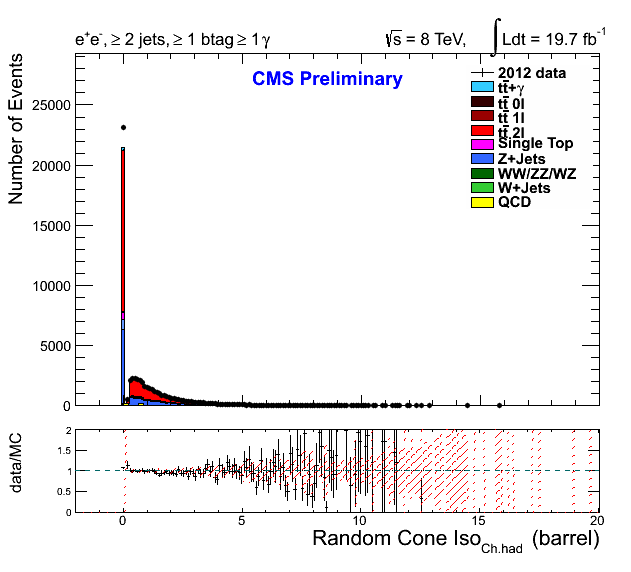 e⁺e⁻, ≥ 2 jets, ≥ 1 btag ≥ 1 γ
√s = 8 TeV, ∫ Ldt = 19.7 fb⁻¹
CMS Preliminary
2012 data
tt̄+γ
tt̄ 0l
tt̄ 1l
tt̄ 2l
Single Top
Z+Jets
WW/ZZ/WZ
W+Jets
QCD
Number of Events
25000
20000
15000
10000
5000
0
data/MC
2
1.5
1
0.5
0
0 5 10 15 20
Random Cone Iso_Ch.had (barrel)